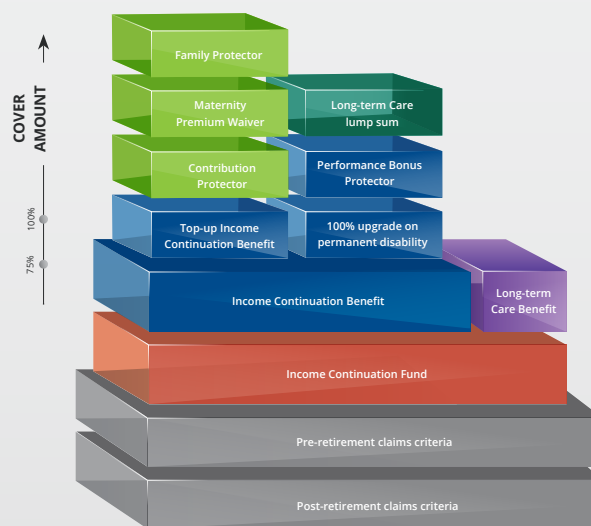 Family Protector
Maternity
Premium Waiver
Long-term Care
lump sum
COVER
AMOUNT
Contribution
Protector
Performance Bonus
Protector
100%
Top-up Income
Continuation Benefit
100% upgrade on
permanent disability
75%
Income Continuation Benefit
Long-term
Care Benefit
Income Continuation Fund
Pre-retirement claims criteria
Post-retirement claims criteria